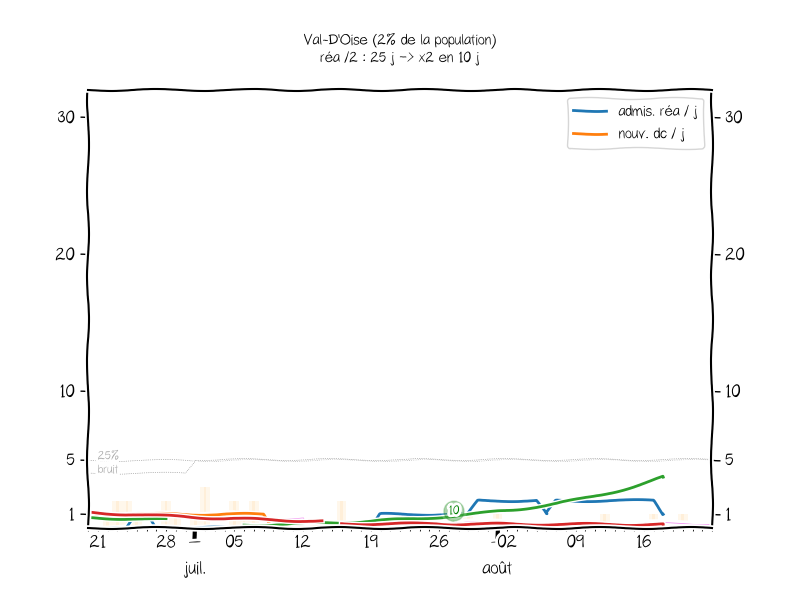 Val-D'Oise (2% de la population)
réa /2 : 25 j -> x2 en 10 j
admis. réa / j
nouv. dc / j
30
30
20
20
10
10
5
5
25%
bruit
1
1
10
21 28 05 12 19 26 02 09 16
juil. août